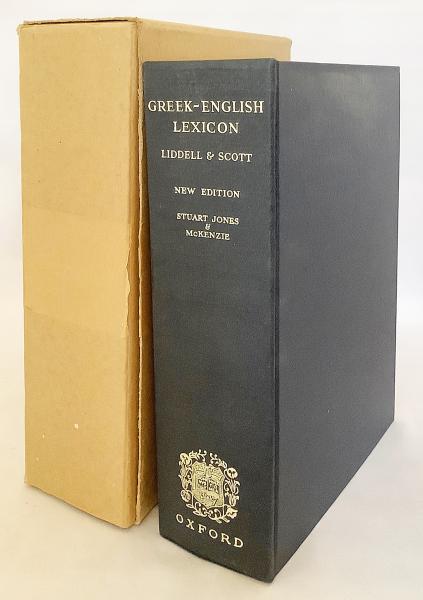 GREEK-ENGLISH
LEXICON
LIDDELL & SCOTT
NEW EDITION
STUART JONES
&
McKENZIE
OXFORD